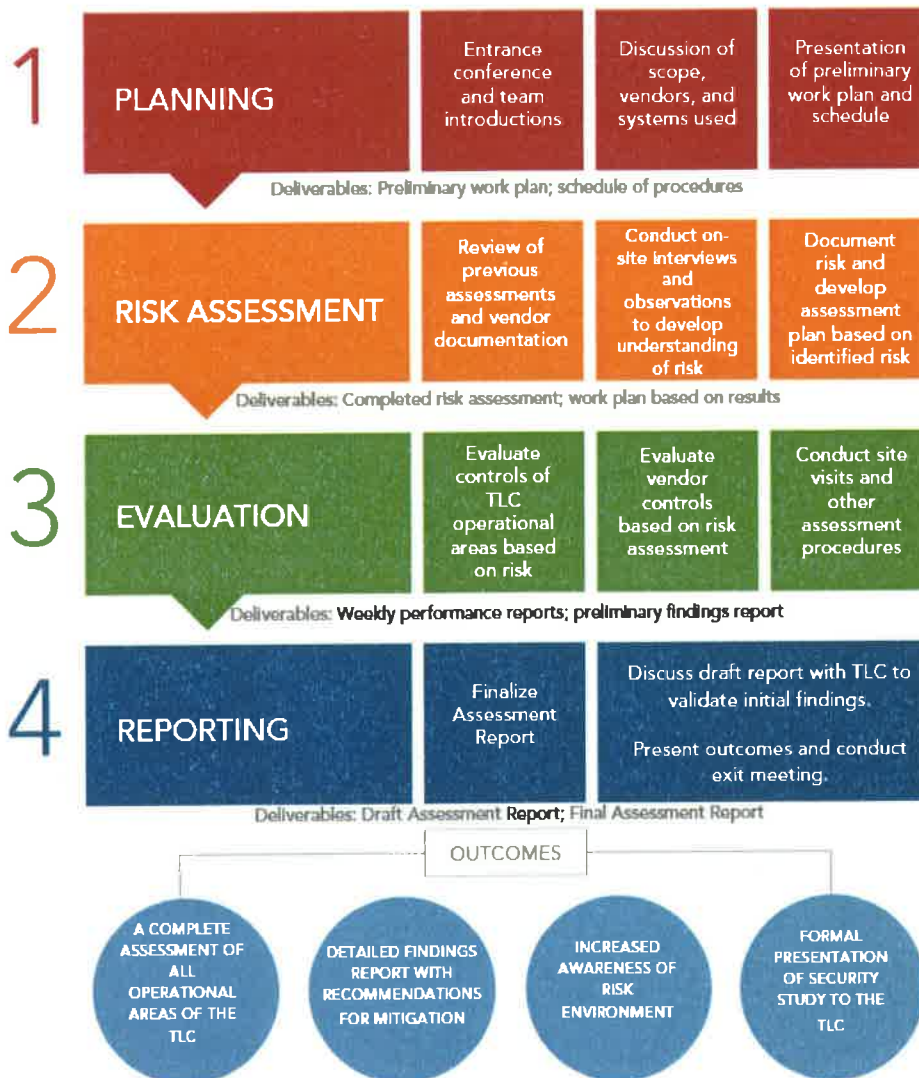 1
PLANNING
Entrance
conference
and team
introductions
Discussion of
scope,
vendors, and
systems used
Presentation
of preliminary
work plan and
schedule
Deliverables: Preliminary work plan; schedule of procedures
2
RISK ASSESSMENT
Review of
previous
assessments
and vendor
documentation
Conduct on-
site interviews
and
observations
to develop
understanding
of risk
Document
risk and
develop
assessment
plan based on
identified risk
Deliverables: Completed risk assessment; work plan based on results
3
EVALUATION
Evaluate
controls of
TLC
operational
areas based
on risk
Evaluate
vendor
controls
based on risk
assessment
Conduct site
visits and
other
assessment
procedures
Deliverables: Weekly performance reports; preliminary findings report
4
REPORTING
Finalize
Assessment
Report
Discuss draft report with TLC to
validate initial findings.
Present outcomes and conduct
exit meeting.
Deliverables: Draft Assessment Report; Final Assessment Report
OUTCOMES
A COMPLETE
ASSESSMENT OF
ALL
OPERATIONAL
AREAS OF THE
TLC
DETAILED FINDINGS
REPORT WITH
RECOMMENDATIONS
FOR MITIGATION
INCREASED
AWARENESS OF
RISK
ENVIRONMENT
FORMAL
PRESENTATION
OF SECURITY
STUDY TO THE
TLC